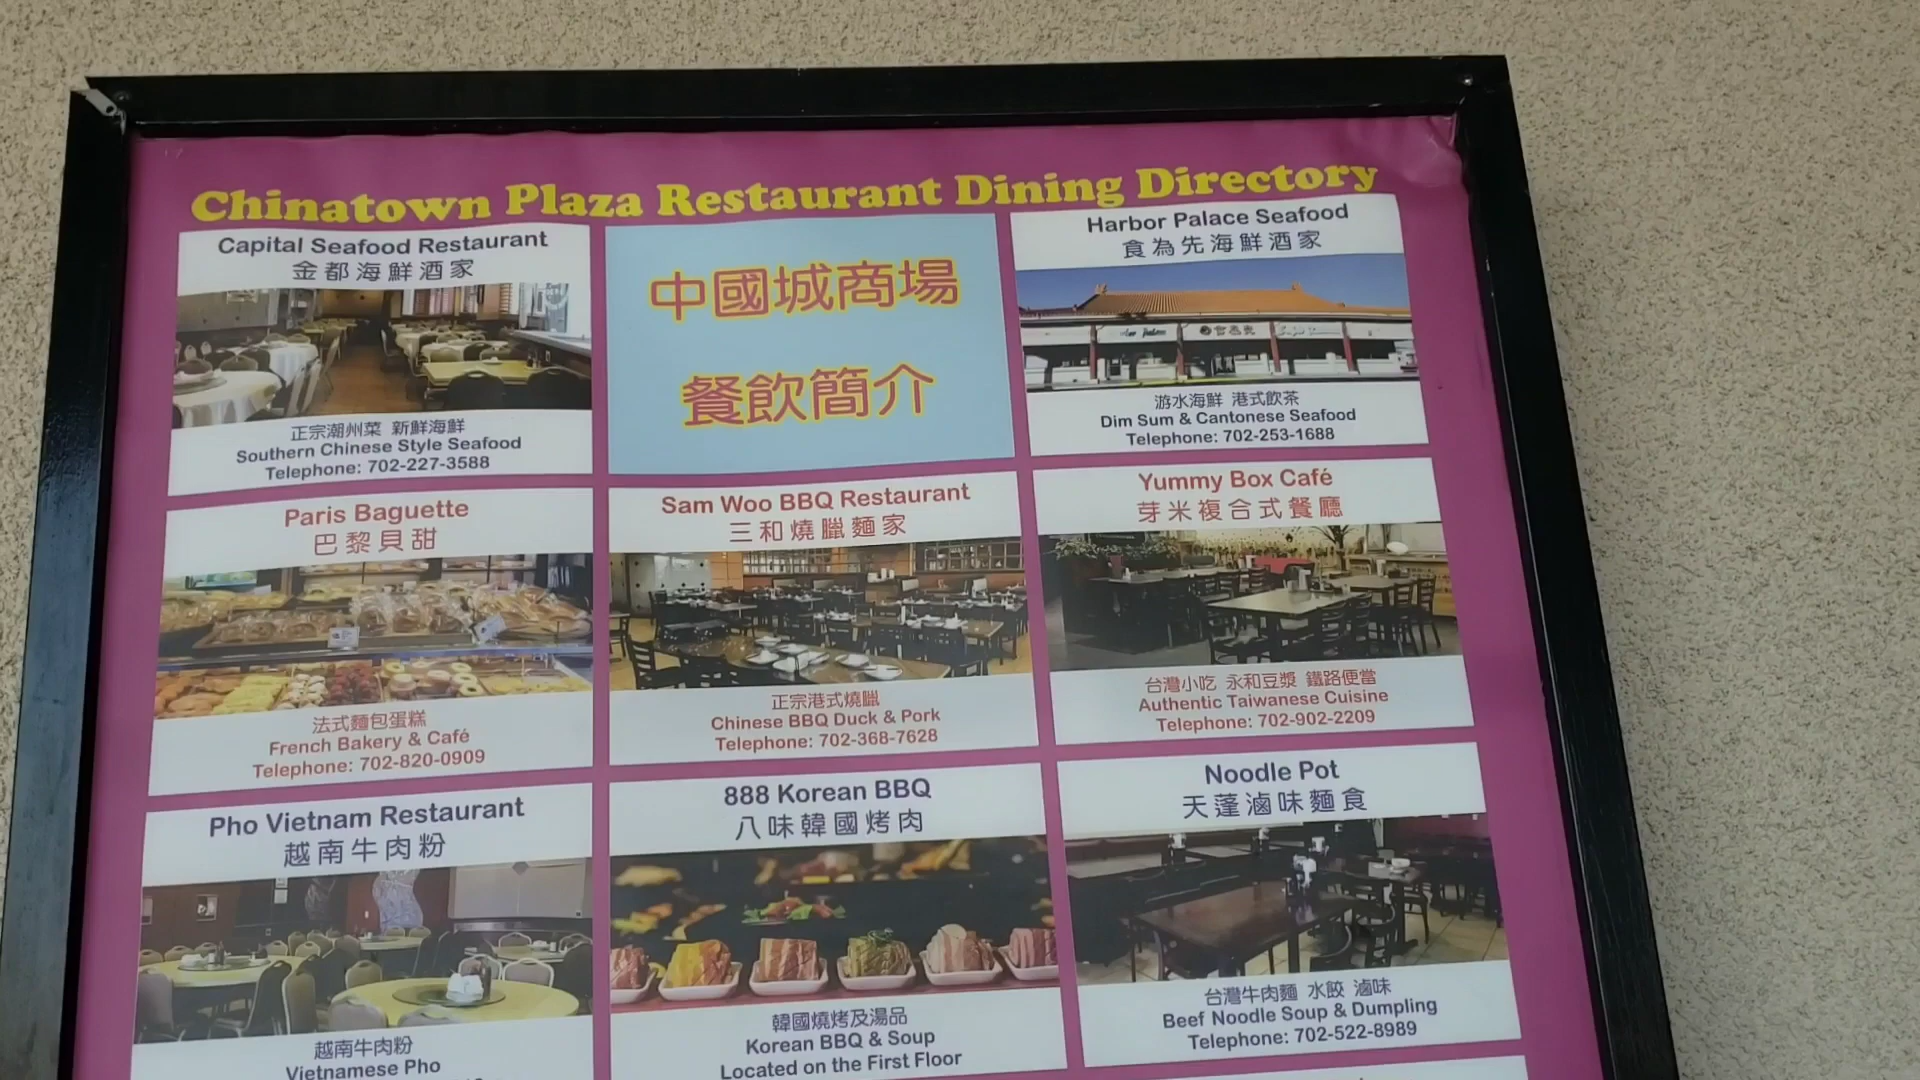 Chinatown Plaza Restaurant Dining Directory
Capital Seafood Restaurant
金都海鮮酒家
正宗潮州菜 新鮮海鮮
Southern Chinese Style Seafood
Telephone: 702-227-3588
中國城商場
餐飲簡介
Harbor Palace Seafood
食為先海鮮酒家
游水海鮮 港式飲茶
Dim Sum & Cantonese Seafood
Telephone: 702-253-1688
Paris Baguette
巴黎貝甜
法式麵包蛋糕
French Bakery & Café
Telephone: 702-820-0909
Sam Woo BBQ Restaurant
三和燒臘麵家
正宗港式燒臘
Chinese BBQ Duck & Pork
Telephone: 702-368-7628
Yummy Box Café
芽米複合式餐廳
台灣小吃 永和豆漿 鐵路便當
Authentic Taiwanese Cuisine
Telephone: 702-902-2209
Pho Vietnam Restaurant
越南牛肉粉
越南牛肉粉
Vietnamese Pho
888 Korean BBQ
八味韓國烤肉
韓國燒烤及湯品
Korean BBQ & Soup
Located on the First Floor
Noodle Pot
天蓬滷味麵食
台灣牛肉麵 水餃 滷味
Beef Noodle Soup & Dumpling
Telephone: 702-522-8989